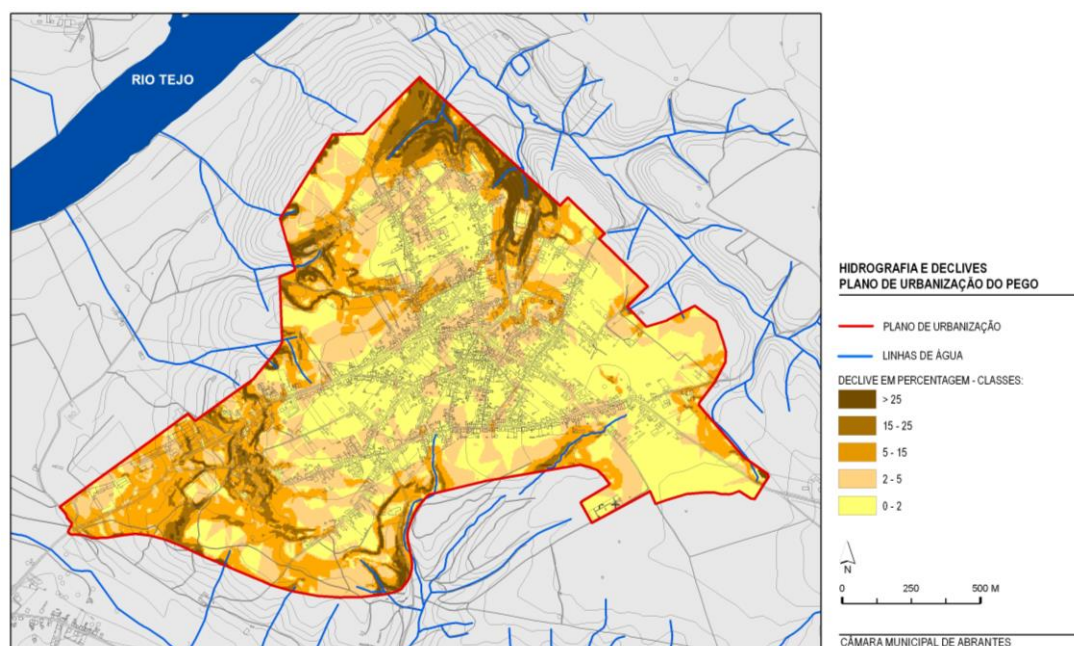 RIO TEJO
HIDROGRAFIA E DECLIVES
PLANO DE URBANIZAÇÃO DO PEGO
PLANO DE URBANIZAÇÃO
LINHAS DE ÁGUA
DECLIVE EM PERCENTAGEM - CLASSES:
> 25
15 - 25
5 - 15
2 - 5
0 - 2
N
0 250 500 M
CÂMARA MUNICIPAL DE ABRANTES